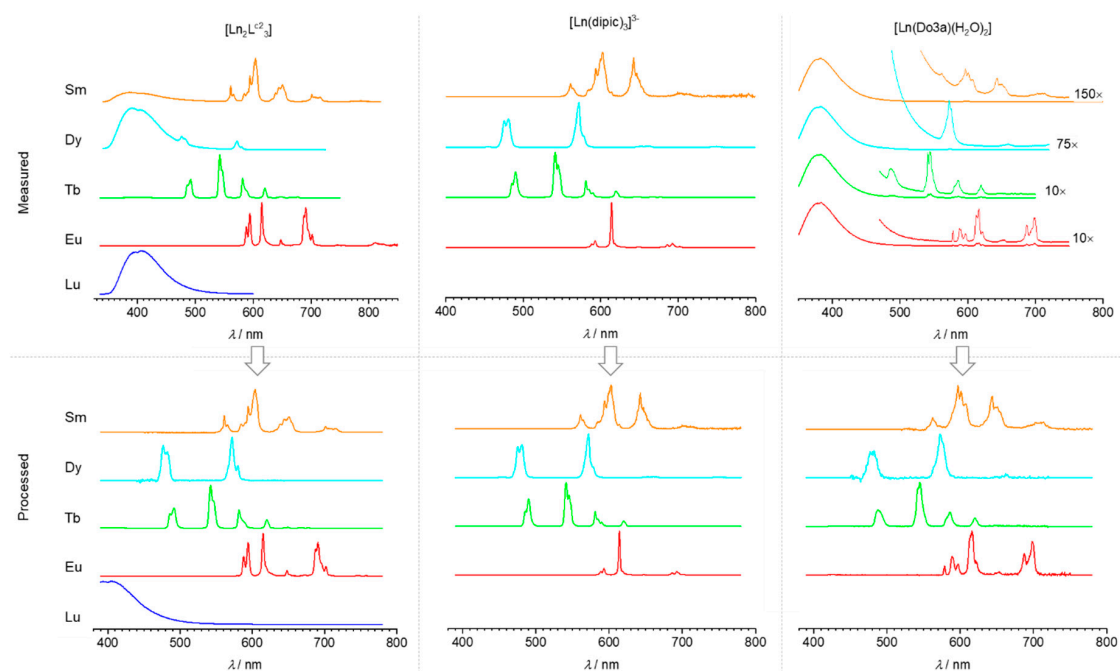 [Ln₂Lᶜ²₃]
[Ln(dipic)₃]³⁻
[Ln(Do3a)(H₂O)₂]
Measured
Sm
Dy
Tb
Eu
Lu
150×
75×
10×
10×
400 500 600 700 800
λ / nm
400 500 600 700 800
λ / nm
400 500 600 700 800
λ / nm
Processed
Sm
Dy
Tb
Eu
Lu
400 500 600 700 800
λ / nm
400 500 600 700 800
λ / nm
400 500 600 700 800
λ / nm